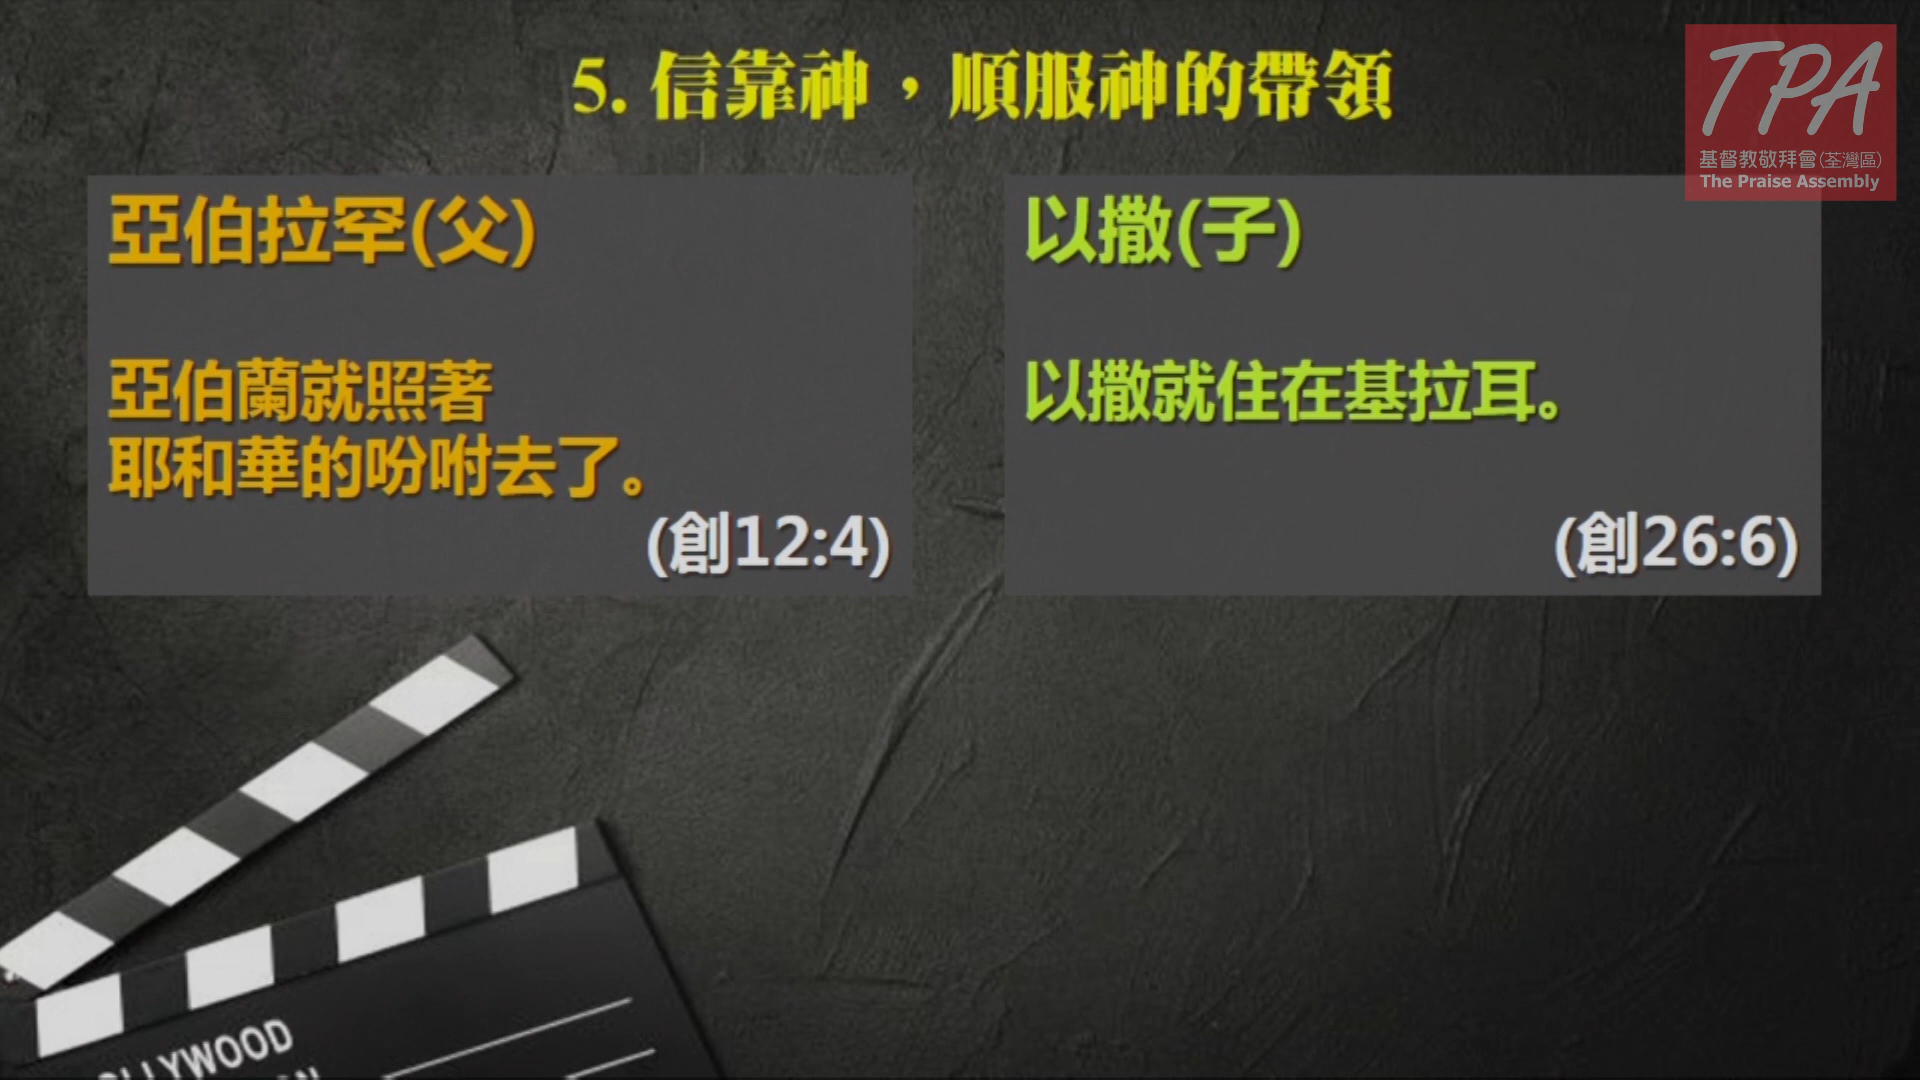 5. 信靠神，順服神的帶領
TPA
基督教敬拜會(荃灣區)
The Praise Assembly
亞伯拉罕(父)
亞伯蘭就照著
耶和華的吩咐去了。
(創12:4)
以撒(子)
以撒就住在基拉耳。
(創26:6)
OLLYWOOD